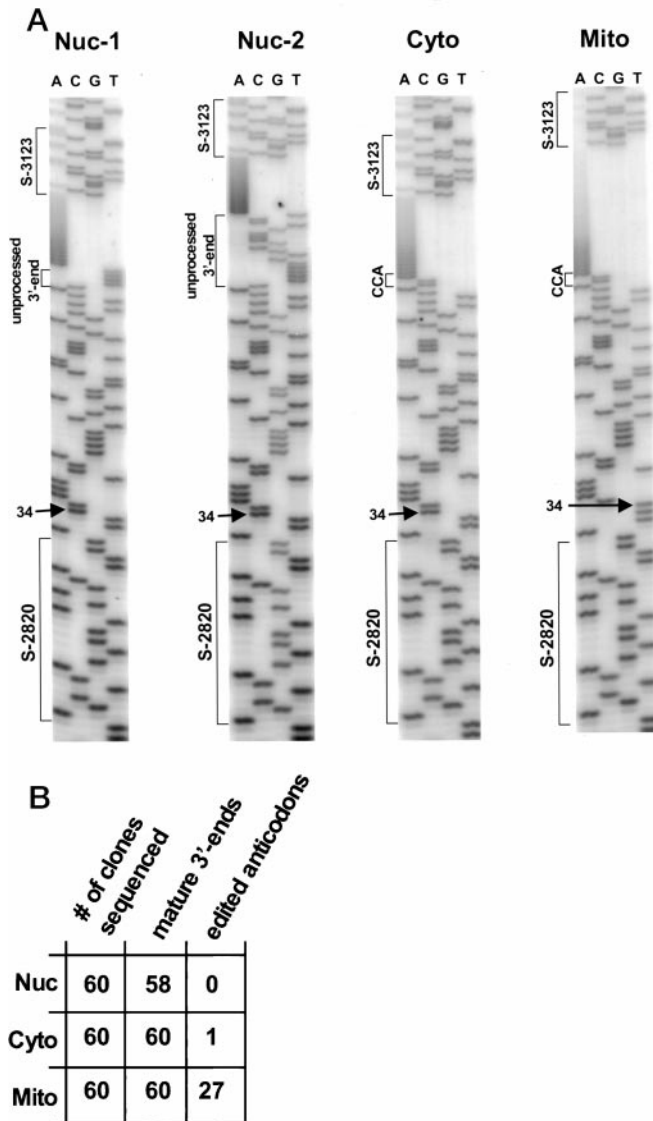 A
Nuc-1 Nuc-2 Cyto Mito
A C G T A C G T A C G T A C G T
S-3123 S-3123 S-3123 S-3123
unprocessed
3'-end
unprocessed
3'-end
CCA CCA
34 34 34 34
S-2820 S-2820 S-2820 S-2820
B
# of clones
sequenced
mature 3'-ends
edited anticodons
Nuc 60 58 0
Cyto 60 60 1
Mito 60 60 27